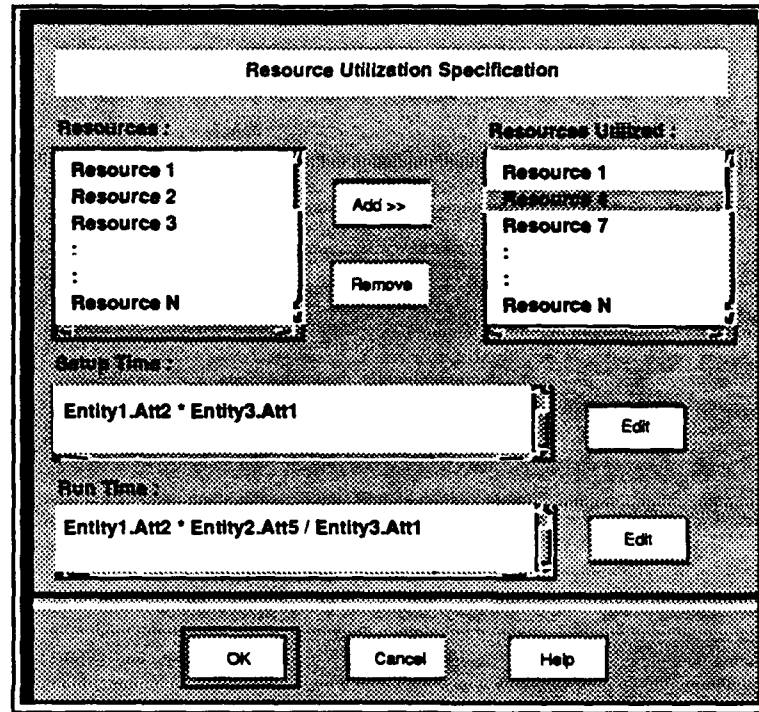 Resource Utilization Specification
Resources :
Resource 1
Resource 2
Resource 3
:
:
Resource N
Add >>
Remove
Resources Utilized :
Resource 1
Resource 4
Resource 7
:
:
Resource N
Setup Time :
Entity1.Att2 * Entity3.Att1
Edit
Run Time :
Entity1.Att2 * Entity2.Att5 / Entity3.Att1
Edit
OK
Cancel
Help